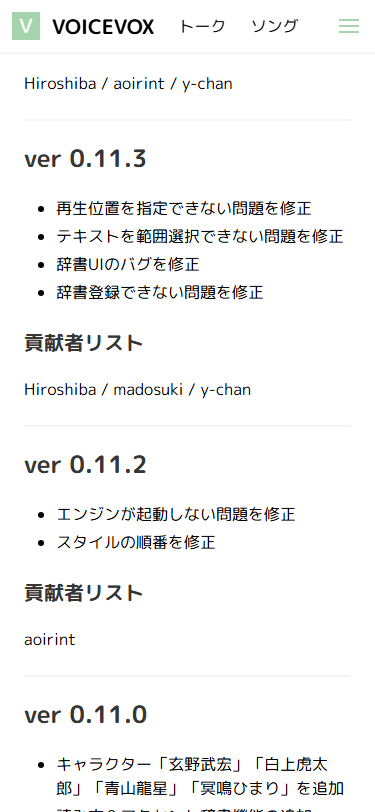 V VOICEVOX トーク ソング
Hiroshiba / aoirint / y-chan
ver 0.11.3
再生位置を指定できない問題を修正
テキストを範囲選択できない問題を修正
辞書UIのバグを修正
辞書登録できない問題を修正
貢献者リスト
Hiroshiba / madosuki / y-chan
ver 0.11.2
エンジンが起動しない問題を修正
スタイルの順番を修正
貢献者リスト
aoirint
ver 0.11.0
キャラクター「玄野武宏」「白上虎太
郎」「青山龍星」「冥鳴ひまり」を追加